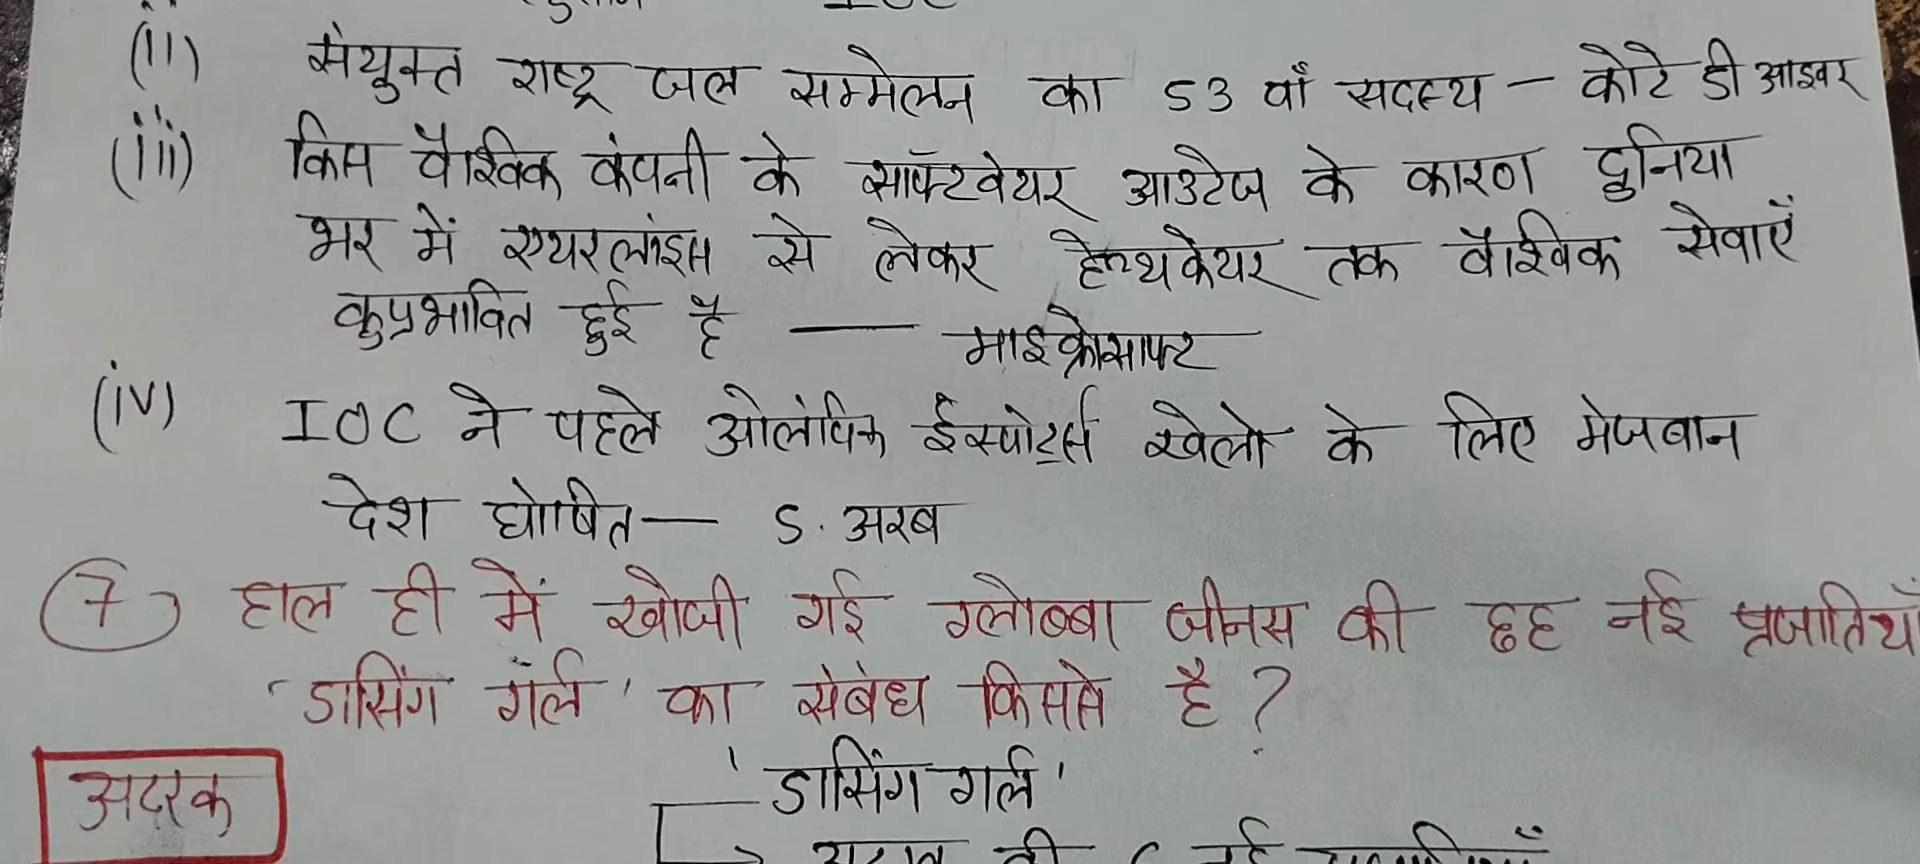 (ii) संयुक्त राष्ट्र जल सम्मेलन का 53 वाँ सदस्य - कोटे डी आइवर
(iii) किस वैश्विक कंपनी के सॉफ्टवेयर आउटेज के कारण दुनिया
भर में एयरलांइस से लेकर हेल्थकेयर तक वैश्विक सेवाएँ
कुप्रभावित हुई है — माइक्रोसाफ्ट
(iv) IOC ने पहले ओलंपिक ईस्पोर्ट्स खेलो के लिए मेजबान
देश घोषित — S. अरब
7 हाल ही में खोजी गई ग्लोब्बा जीनस की छह नई प्रजातियाँ
'डासिंग गर्ल' का संबंध किससे है?
अदरक
'डासिंग गर्ल'